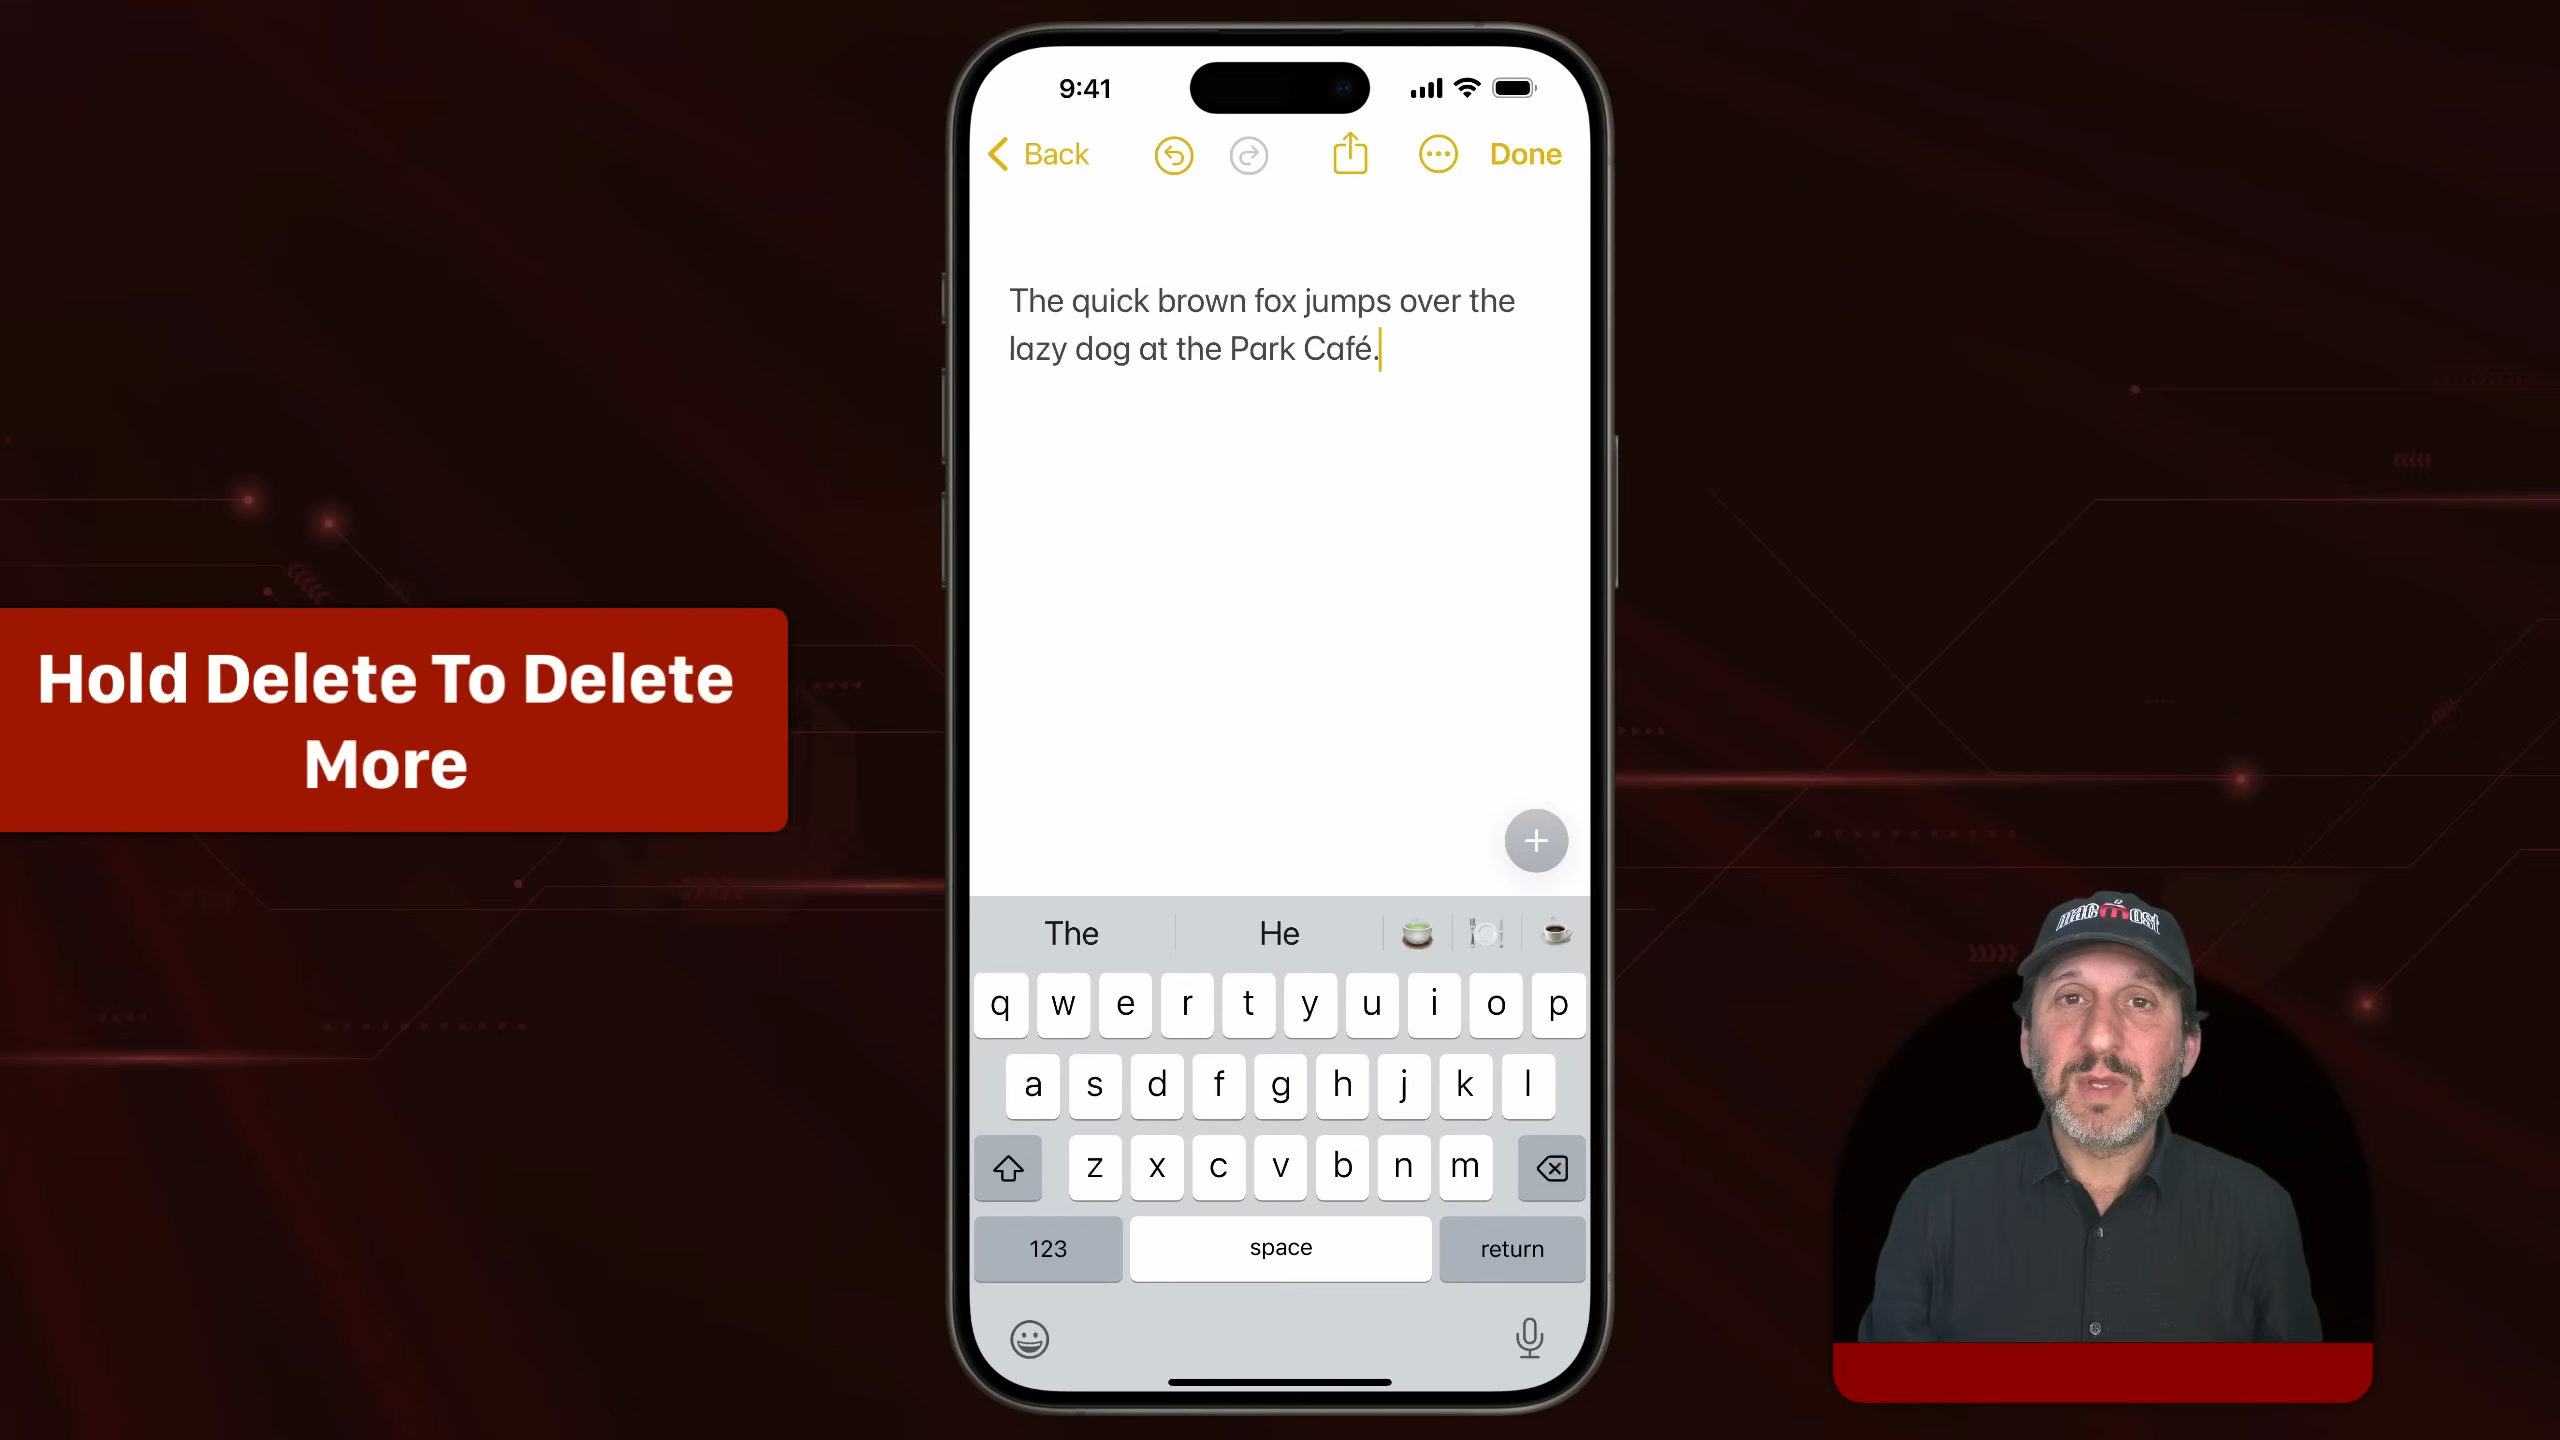 9:41
Back
Done
The quick brown fox jumps over the
lazy dog at the Park Café.
Hold Delete To Delete
More
The He
q w e r t y u i o p
a s d f g h j k l
z x c v b n m
123 space return
macmost